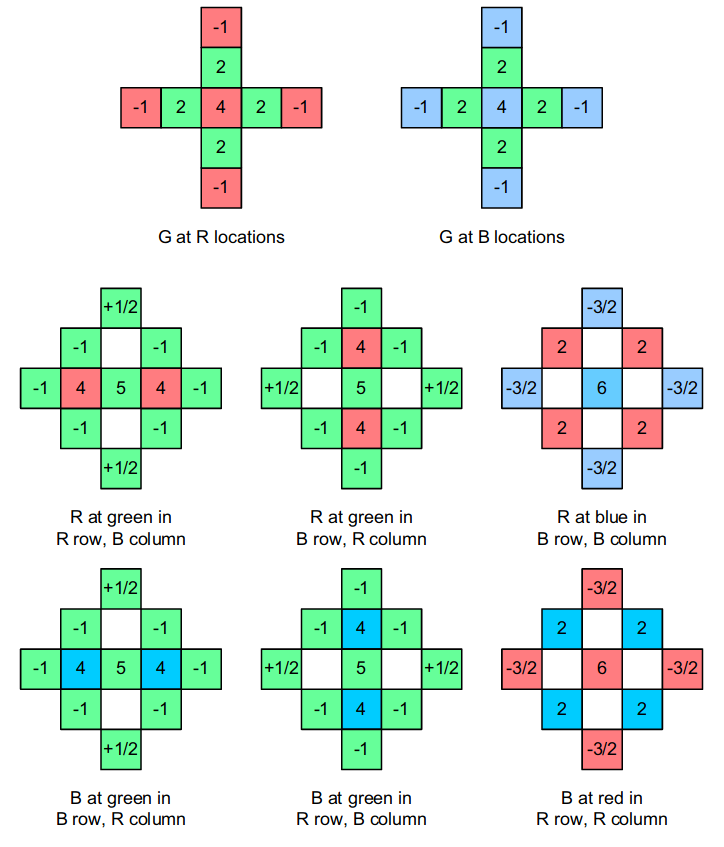 -1 -1
2 2
-1 2 4 2 -1 -1 2 4 2 -1
2 2
-1 -1
G at R locations G at B locations
+1/2 -1 -3/2
-1 -1 -1 4 -1 2 2
-1 4 5 4 -1 +1/2 5 +1/2 -3/2 6 -3/2
-1 -1 -1 4 -1 2 2
+1/2 -1 -3/2
R at green in R at green in R at blue in
R row, B column B row, R column B row, B column
+1/2 -1 -3/2
-1 -1 -1 4 -1 2 2
-1 4 5 4 -1 +1/2 5 +1/2 -3/2 6 -3/2
-1 -1 -1 4 -1 2 2
+1/2 -1 -3/2
B at green in B at green in B at red in
B row, R column R row, B column R row, R column